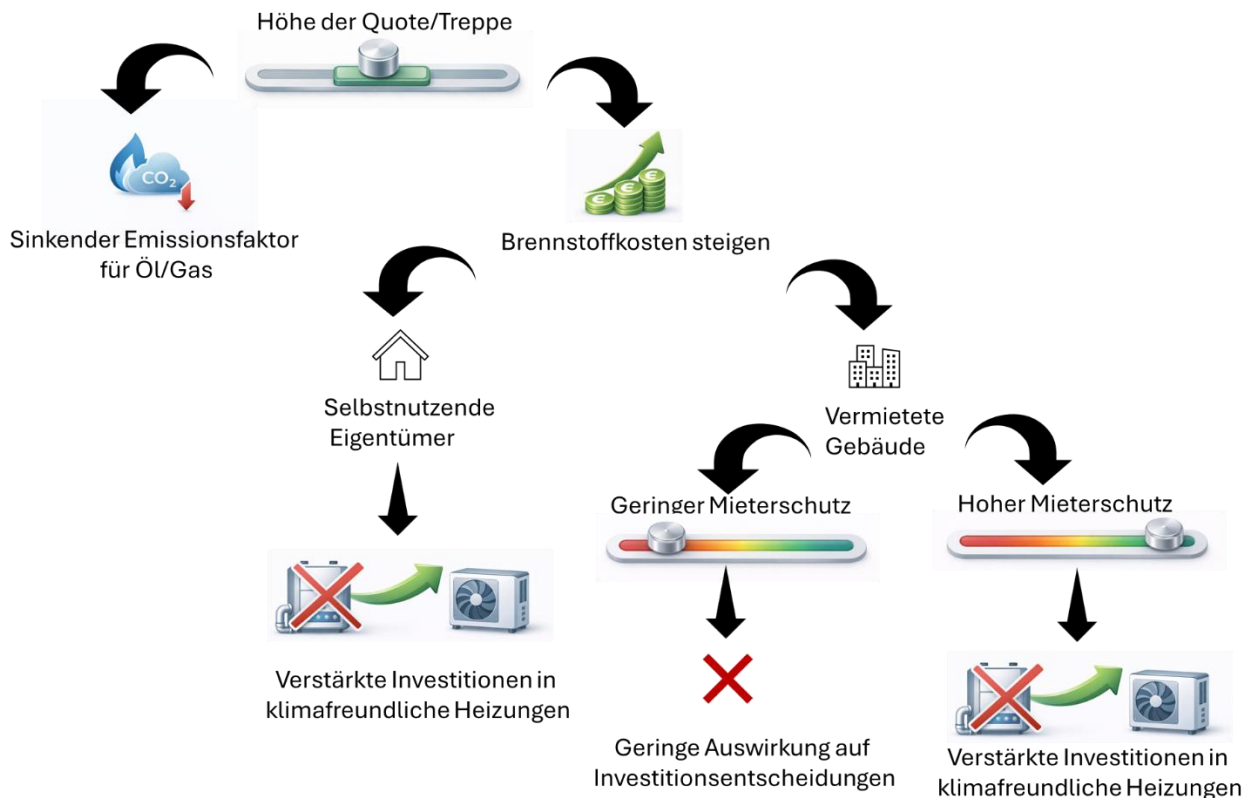 Höhe der Quote/Treppe
CO₂
Sinkender Emissionsfaktor
für Öl/Gas
€ € €
Brennstoffkosten steigen
Selbstnutzende
Eigentümer
Vermietete
Gebäude
Geringer Mieterschutz
Hoher Mieterschutz
Verstärkte Investitionen in
klimafreundliche Heizungen
Geringe Auswirkung auf
Investitionsentscheidungen
Verstärkte Investitionen in
klimafreundliche Heizungen